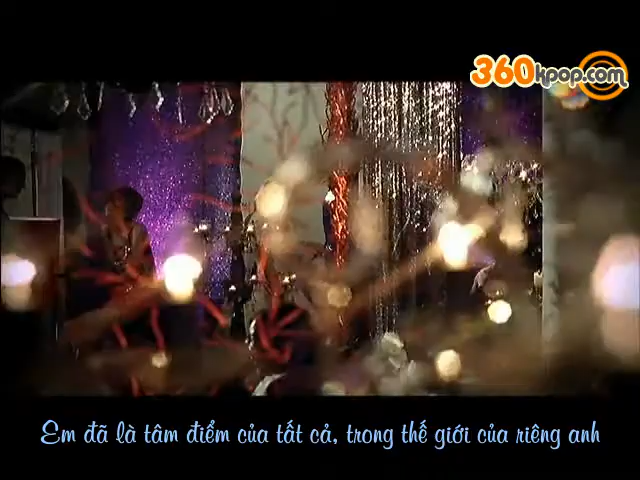 360kpop.com
Em đã là tâm điểm của tất cả, trong thế giới của riêng anh